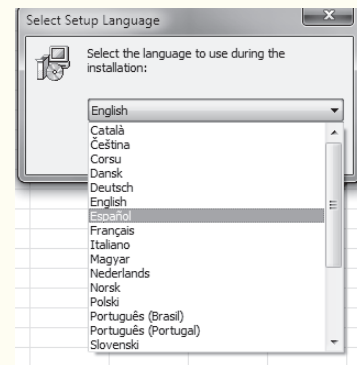 Select Setup Language
Select the language to use during the
installation:
English
Català
Čeština
Corsu
Dansk
Deutsch
English
Español
Français
Italiano
Magyar
Nederlands
Norsk
Polski
Português (Brasil)
Português (Portugal)
Slovenski